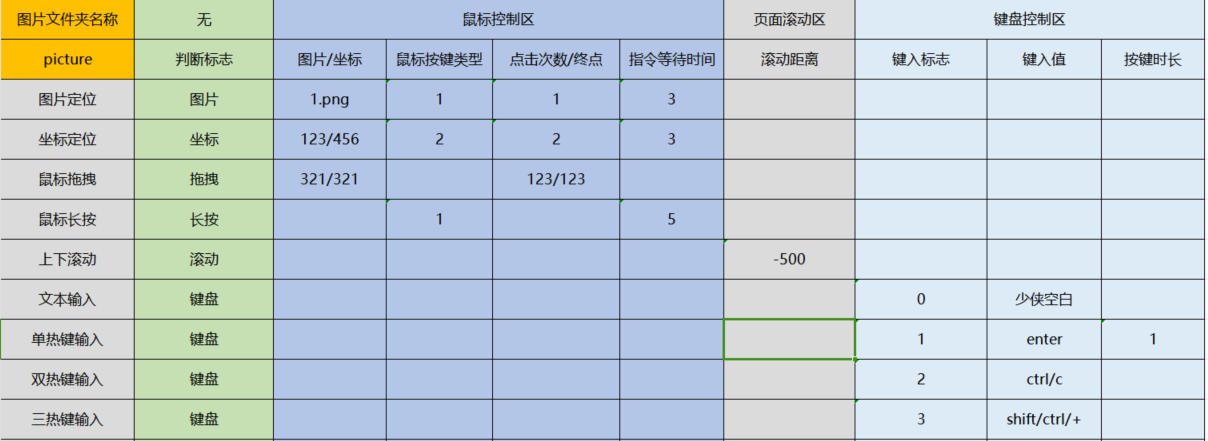 图片文件夹名称 无 鼠标控制区 页面滚动区 键盘控制区
picture 判断标志 图片/坐标 鼠标按键类型 点击次数/终点 指令等待时间 滚动距离 键入标志 键入值 按键时长
图片定位 图片 1.png 1 1 3
坐标定位 坐标 123/456 2 2 3
鼠标拖拽 拖拽 321/321 123/123
鼠标长按 长按 1 5
上下滚动 滚动 -500
文本输入 键盘 0 少侠空白
单热键输入 键盘 1 enter 1
双热键输入 键盘 2 ctrl/c
三热键输入 键盘 3 shift/ctrl/+